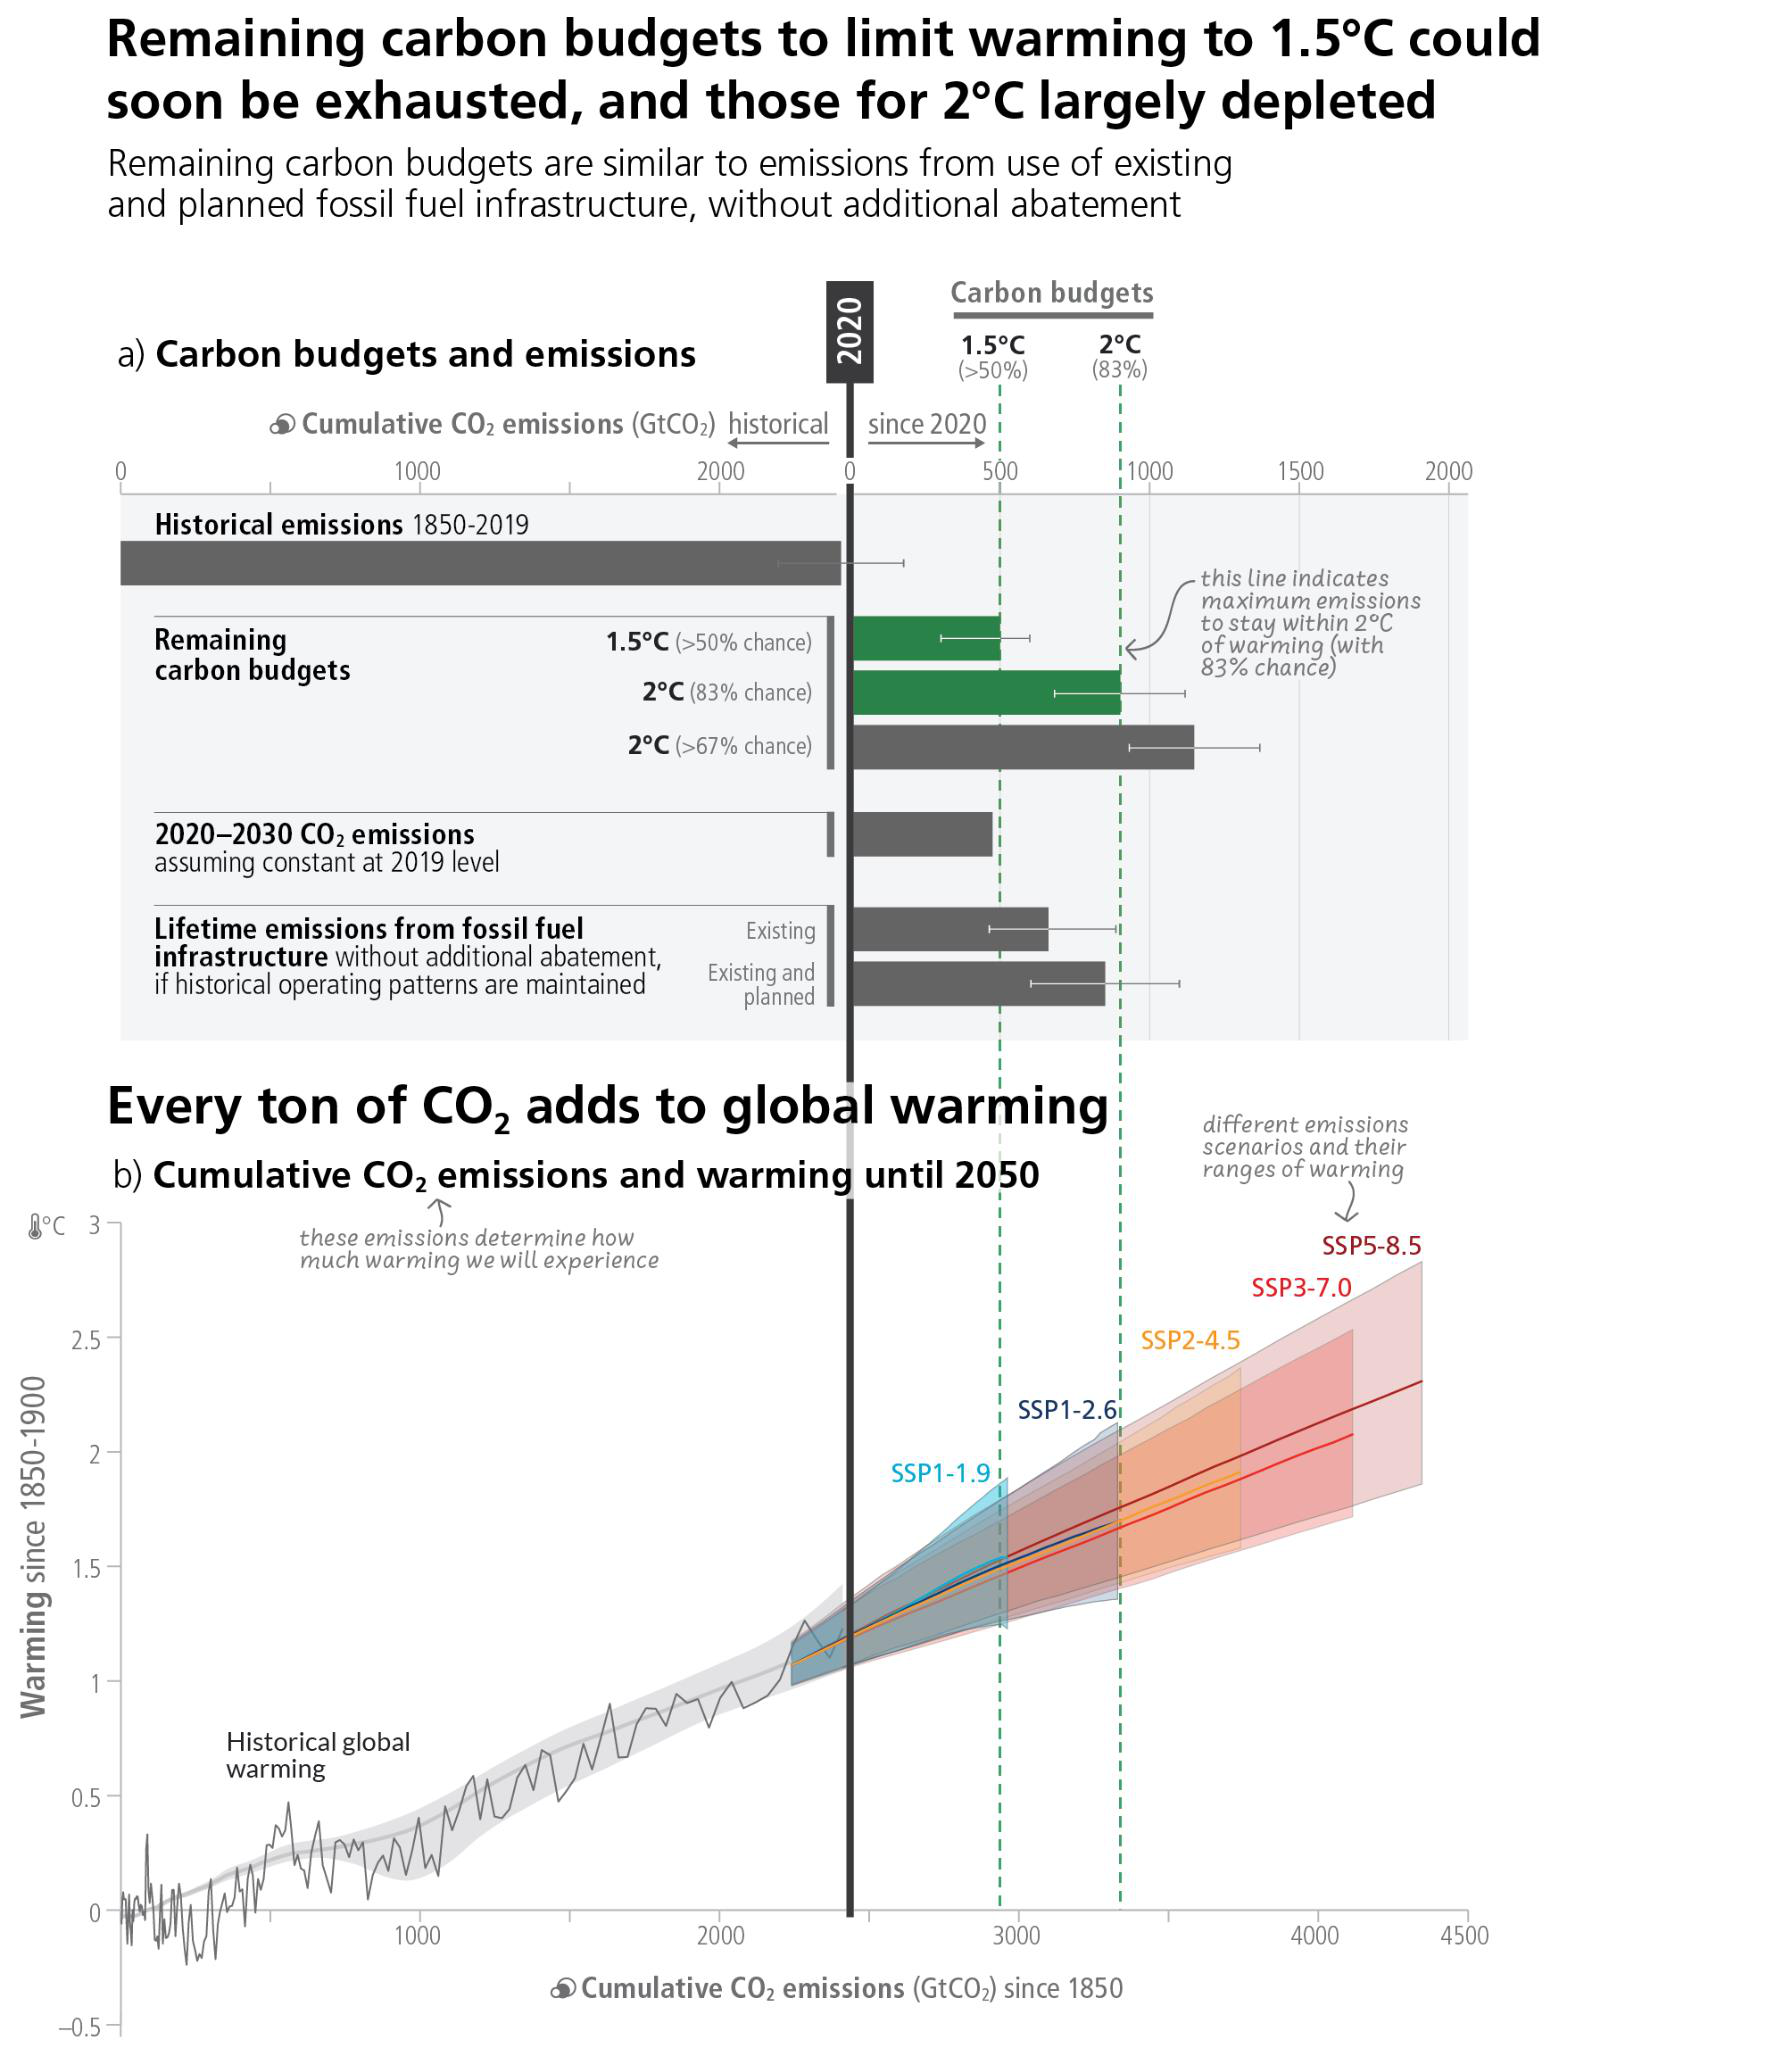 Remaining carbon budgets to limit warming to 1.5°C could
soon be exhausted, and those for 2°C largely depleted
Remaining carbon budgets are similar to emissions from use of existing
and planned fossil fuel infrastructure, without additional abatement
2020
Carbon budgets
1.5°C 2°C
(>50%) (83%)
a) Carbon budgets and emissions
Cumulative CO₂ emissions (GtCO₂) historical since 2020
0 1000 2000 0 500 1000 1500 2000
Historical emissions 1850-2019
this line indicates
maximum emissions
to stay within 2°C
of warming (with
83% chance)
Remaining
carbon budgets
1.5°C (>50% chance)
2°C (83% chance)
2°C (>67% chance)
2020–2030 CO₂ emissions
assuming constant at 2019 level
Lifetime emissions from fossil fuel
infrastructure without additional abatement,
if historical operating patterns are maintained
Existing
Existing and
planned
Every ton of CO₂ adds to global warming
b) Cumulative CO₂ emissions and warming until 2050
these emissions determine how
much warming we will experience
different emissions
scenarios and their
ranges of warming
°C
3
2.5
2
1.5
1
0.5
0
–0.5
Warming since 1850-1900
SSP5-8.5
SSP3-7.0
SSP2-4.5
SSP1-2.6
SSP1-1.9
Historical global
warming
1000 2000 3000 4000 4500
Cumulative CO₂ emissions (GtCO₂) since 1850